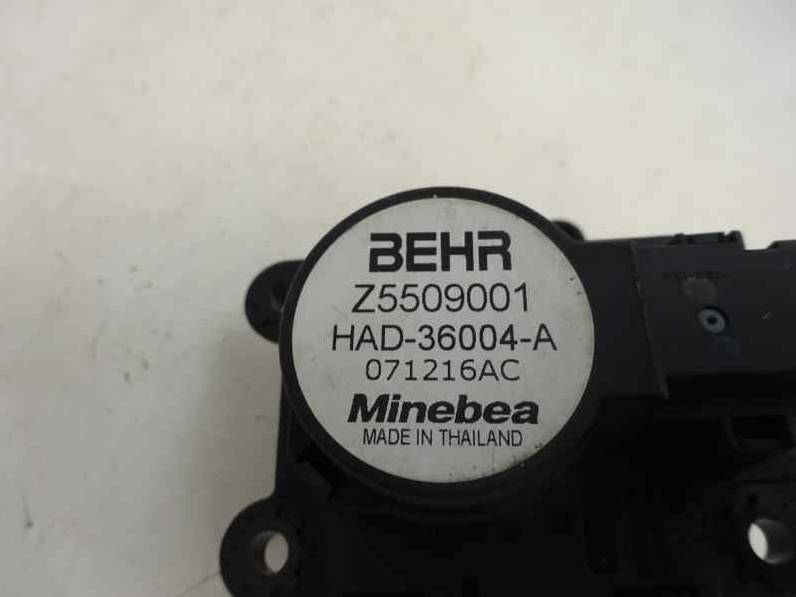 BEHR
Z5509001
HAD-36004-A
071216AC
Minebea
MADE IN THAILAND